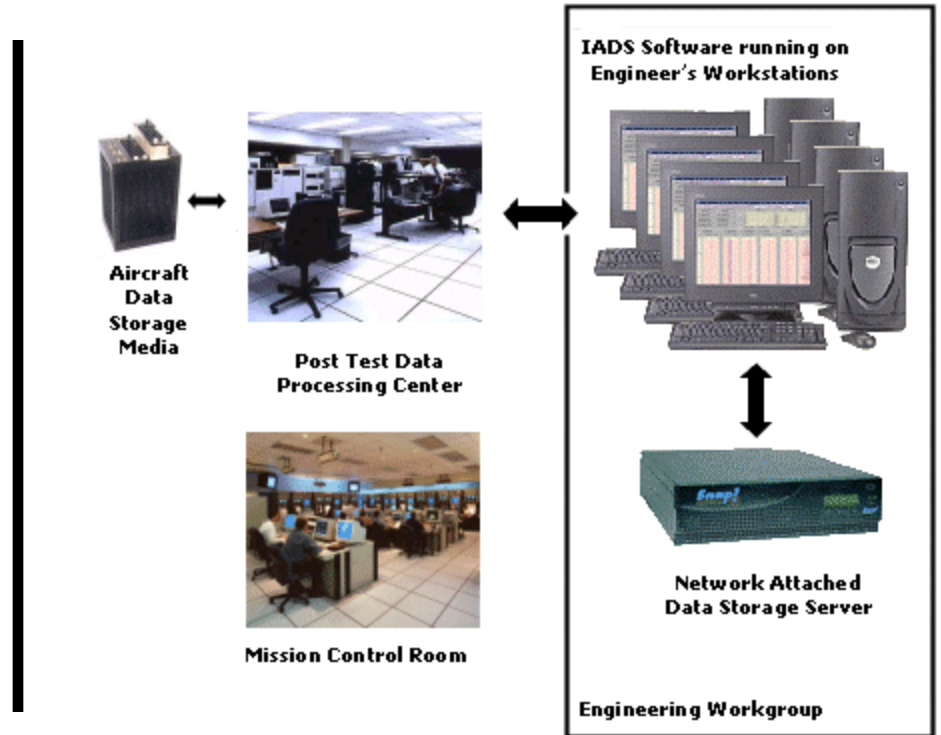 IADS Software running on
Engineer's Workstations
Aircraft
Data
Storage
Media
Post Test Data
Processing Center
Mission Control Room
Snap!
Network Attached
Data Storage Server
Engineering Workgroup